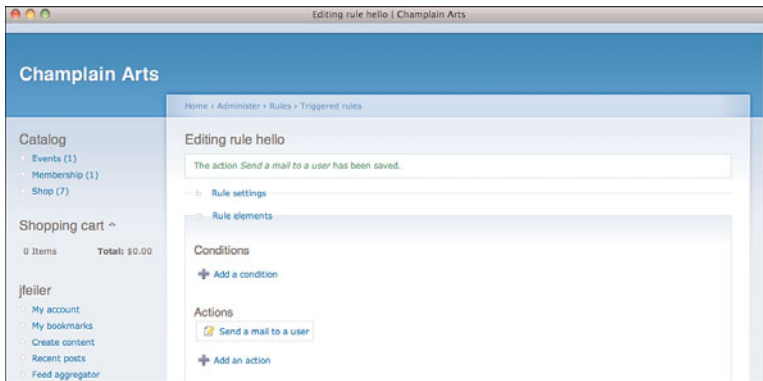 Editing rule hello | Champlain Arts
Champlain Arts
Home › Administer › Rules › Triggered rules
Catalog
Events (1)
Membership (1)
Shop (7)
Shopping cart
0 Items Total: $0.00
jfeiler
My account
My bookmarks
Create content
Recent posts
Feed aggregator
Editing rule hello
The action Send a mail to a user has been saved.
Rule settings
Rule elements
Conditions
Add a condition
Actions
Send a mail to a user
Add an action